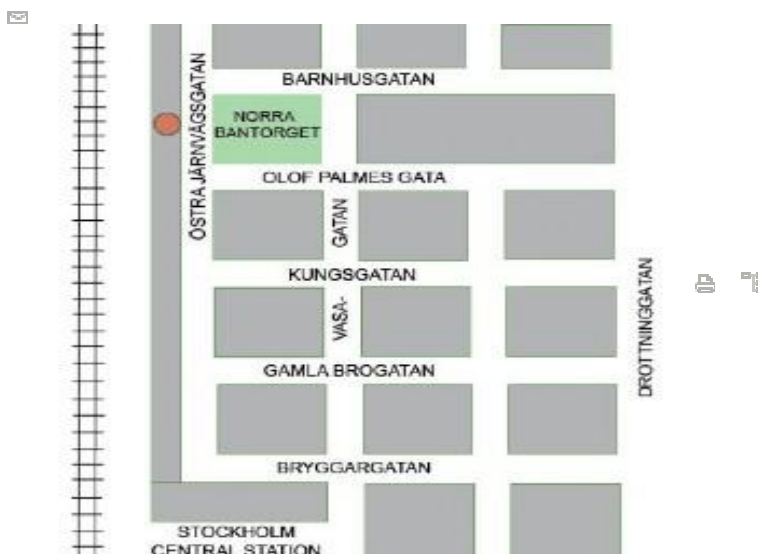 BARNHUSGATAN
ÖSTRA JÄRNVÄGSGATAN
NORRA
BANTORGET
OLOF PALMES GATA
GATAN
KUNGSGATAN
VASA-
DROTTNINGGATAN
GAMLA BROGATAN
BRYGGARGATAN
STOCKHOLM
CENTRAL STATION